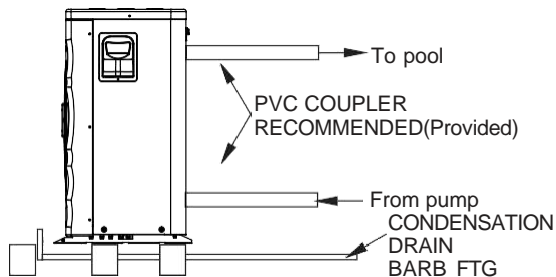 To pool
PVC COUPLER
RECOMMENDED(Provided)
From pump
CONDENSATION
DRAIN
BARB FTG